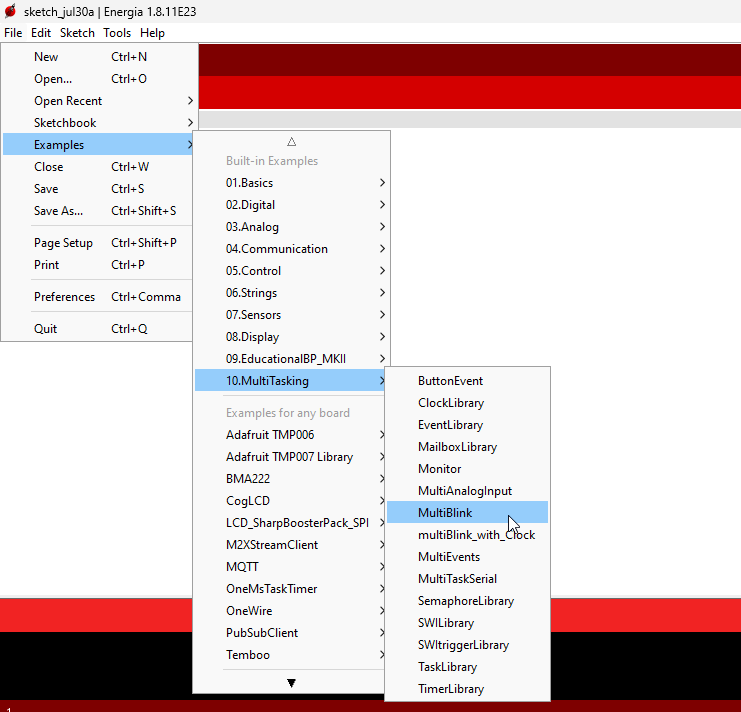 sketch_jul30a | Energia 1.8.11E23
File Edit Sketch Tools Help
New Ctrl+N
Open... Ctrl+O
Open Recent
Sketchbook
Examples
Close Ctrl+W
Save Ctrl+S
Save As... Ctrl+Shift+S
Page Setup Ctrl+Shift+P
Print Ctrl+P
Preferences Ctrl+Comma
Quit Ctrl+Q
Built-in Examples
01.Basics
02.Digital
03.Analog
04.Communication
05.Control
06.Strings
07.Sensors
08.Display
09.EducationalBP_MKII
10.MultiTasking
Examples for any board
Adafruit TMP006
Adafruit TMP007 Library
BMA222
CogLCD
LCD_SharpBoosterPack_SPI
M2XStreamClient
MQTT
OneMsTaskTimer
OneWire
PubSubClient
Temboo
ButtonEvent
ClockLibrary
EventLibrary
MailboxLibrary
Monitor
MultiAnalogInput
MultiBlink
multiBlink_with_Clock
MultiEvents
MultiTaskSerial
SemaphoreLibrary
SWILibrary
SWItriggerLibrary
TaskLibrary
TimerLibrary
1